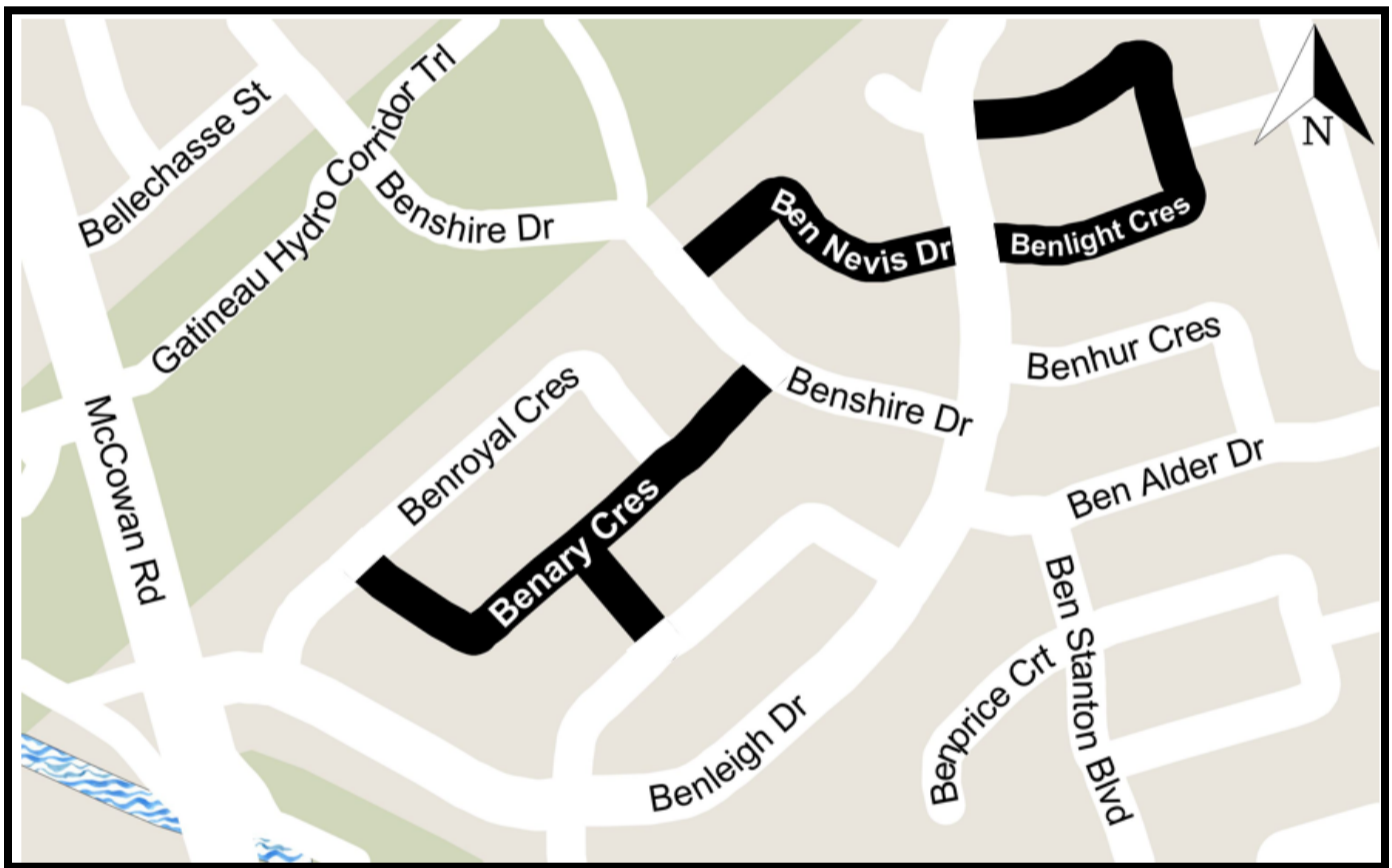 Bellechasse St
Gatineau Hydro Corridor Trl
Benshire Dr
Ben Nevis Dr
Benlight Cres
N
McCowan Rd
Benroyal Cres
Benshire Dr
Benhur Cres
Benary Cres
Ben Alder Dr
Benleigh Dr
Benprice Crt
Ben Stanton Blvd